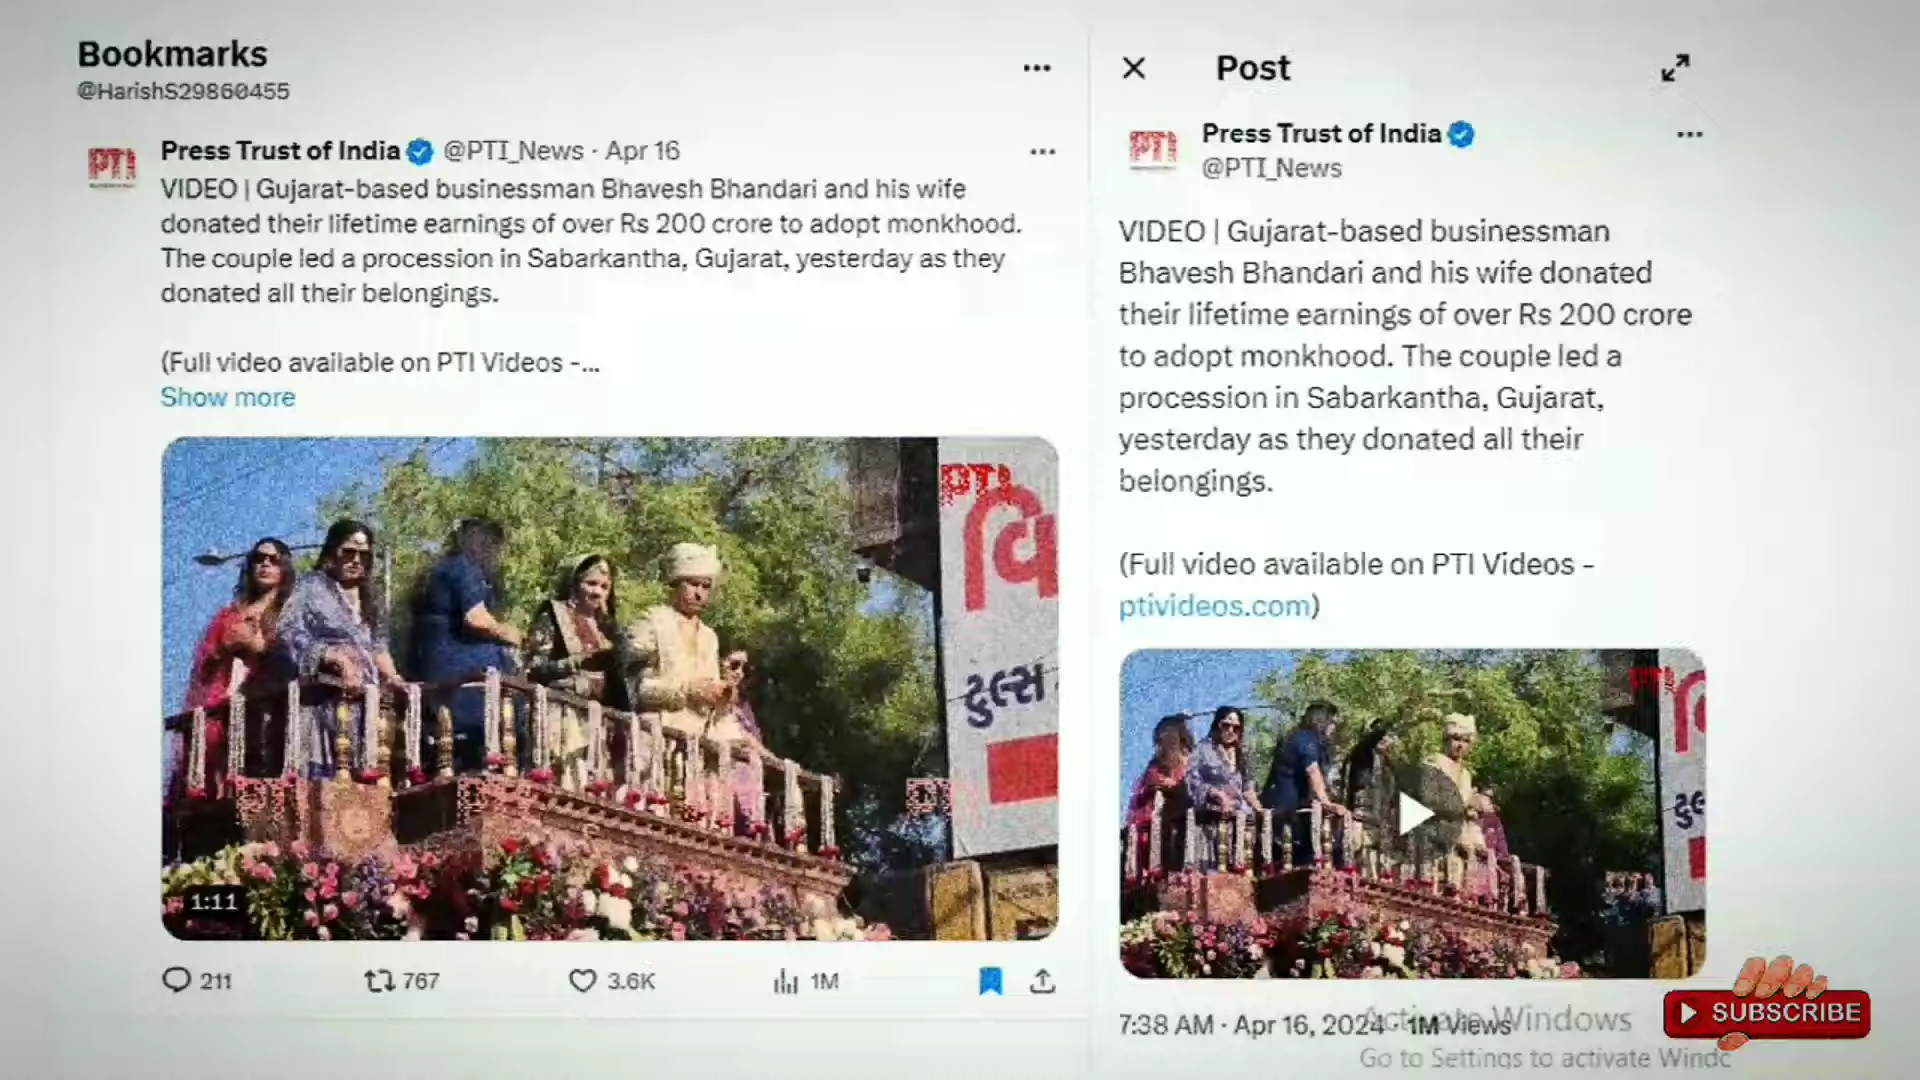 Bookmarks
@HarishS29860455
PTI
Press Trust of India @PTI_News · Apr 16
VIDEO | Gujarat-based businessman Bhavesh Bhandari and his wife
donated their lifetime earnings of over Rs 200 crore to adopt monkhood.
The couple led a procession in Sabarkantha, Gujarat, yesterday as they
donated all their belongings.
(Full video available on PTI Videos -...
Show more
PTI
વિ
ટુલ્સ
PTI
PTI
1:11
211
767
3.6K
1M
Post
PTI
Press Trust of India
@PTI_News
VIDEO | Gujarat-based businessman
Bhavesh Bhandari and his wife donated
their lifetime earnings of over Rs 200 crore
to adopt monkhood. The couple led a
procession in Sabarkantha, Gujarat,
yesterday as they donated all their
belongings.
(Full video available on PTI Videos -
ptivideos.com)
PTI
PTI
7:38 AM · Apr 16, 2024 · 1M Views
Activate Windows
Go to Settings to activate Windc
SUBSCRIBE